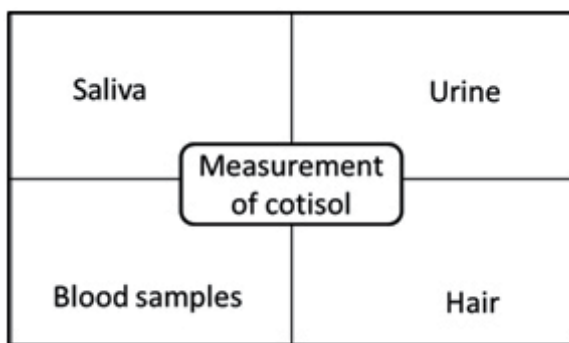 Saliva
Urine
Measurement
of cotisol
Blood samples
Hair